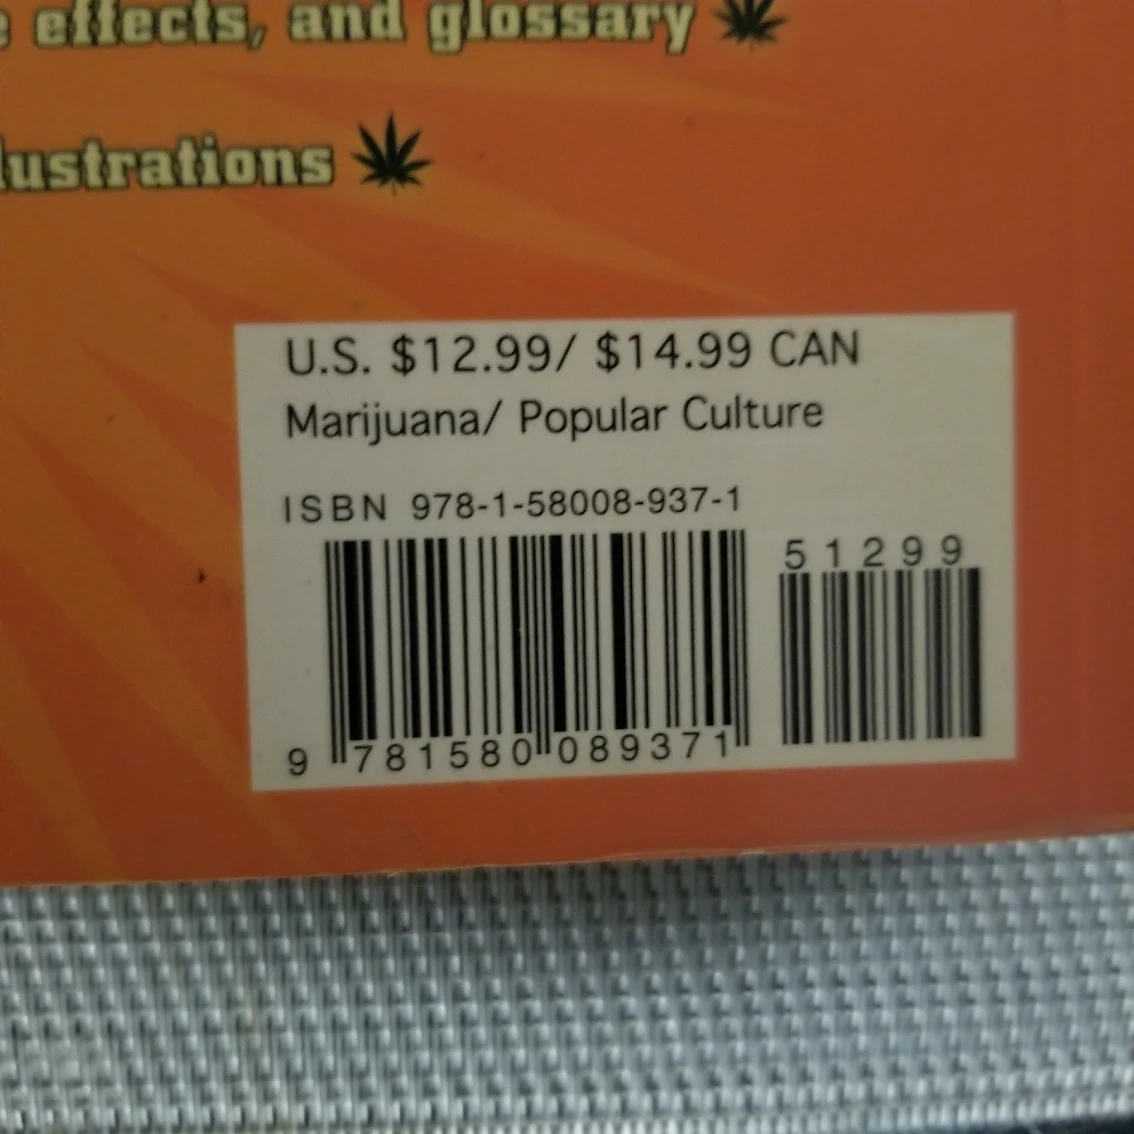 effects, and glossary
lustrations
U.S. $12.99/ $14.99 CAN
Marijuana/ Popular Culture
ISBN 978-1-58008-937-1
51299
9 781580 089371